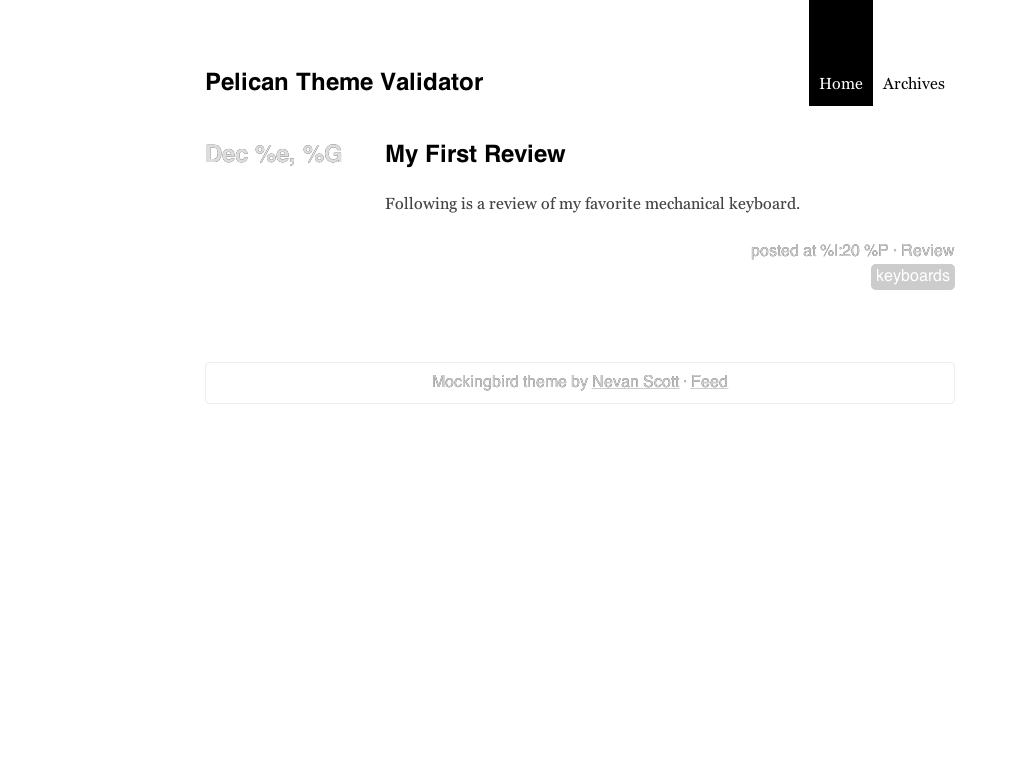 Pelican Theme Validator
Home Archives
Dec %e, %G
My First Review
Following is a review of my favorite mechanical keyboard.
posted at %I:20 %P · Review
keyboards
Mockingbird theme by Nevan Scott · Feed